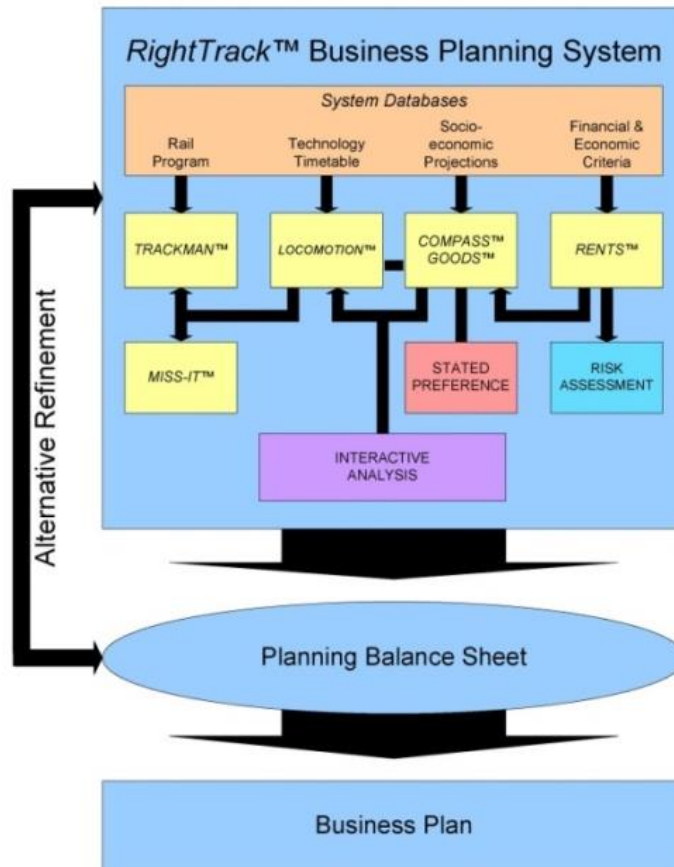 RightTrack™ Business Planning System
System Databases
Rail
Program
Technology
Timetable
Socio-
economic
Projections
Financial &
Economic
Criteria
TRACKMAN™
LOCOMOTION™
COMPASS™
GOODS™
RENTS™
MISS-IT™
STATED
PREFERENCE
RISK
ASSESSMENT
INTERACTIVE
ANALYSIS
Alternative Refinement
Planning Balance Sheet
Business Plan